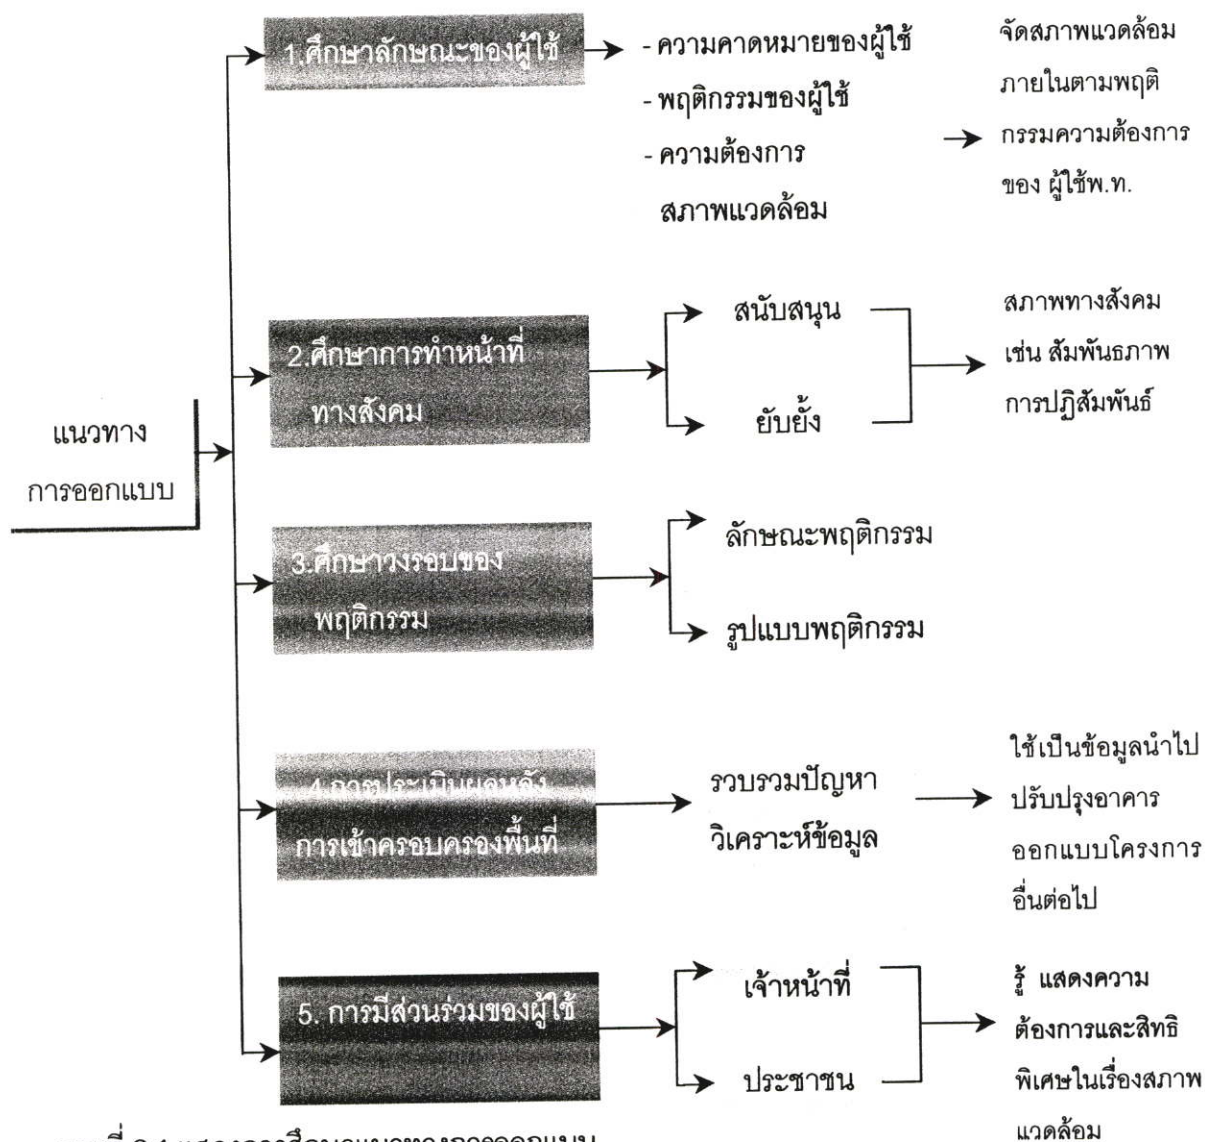 แนวทาง
การออกแบบ
1.ศึกษาลักษณะของผู้ใช้
- ความคาดหมายของผู้ใช้
- พฤติกรรมของผู้ใช้
- ความต้องการ
สภาพแวดล้อม
จัดสภาพแวดล้อม
ภายในตามพฤติ
กรรมความต้องการ
ของ ผู้ใช้พ.ท.
2.ศึกษาการทำหน้าที่
ทางสังคม
สนับสนุน
ยับยั้ง
สภาพทางสังคม
เช่น สัมพันธภาพ
การปฏิสัมพันธ์
3.ศึกษาวงรอบของ
พฤติกรรม
ลักษณะพฤติกรรม
รูปแบบพฤติกรรม
4.การประเมินผลหลัง
การเข้าครอบครองพื้นที่
รวบรวมปัญหา
วิเคราะห์ข้อมูล
ใช้เป็นข้อมูลนำไป
ปรับปรุงอาคาร
ออกแบบโครงการ
อื่นต่อไป
5. การมีส่วนร่วมของผู้ใช้
เจ้าหน้าที่
ประชาชน
รู้ แสดงความ
ต้องการและสิทธิ
พิเศษในเรื่องสภาพ
แวดล้อม